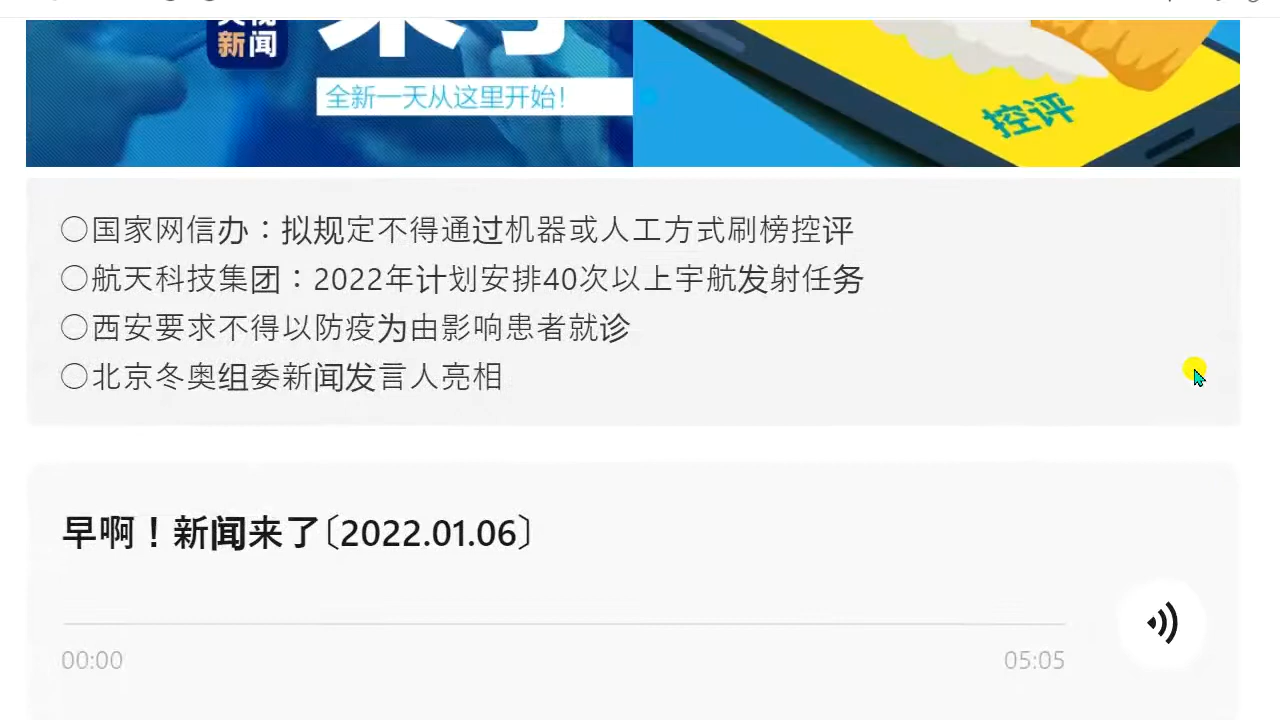 新闻
全新一天从这里开始！
控评
〇国家网信办：拟规定不得通过机器或人工方式刷榜控评
〇航天科技集团：2022年计划安排40次以上宇航发射任务
〇西安要求不得以防疫为由影响患者就诊
〇北京冬奥组委新闻发言人亮相
早啊！新闻来了〔2022.01.06〕
00:00
05:05